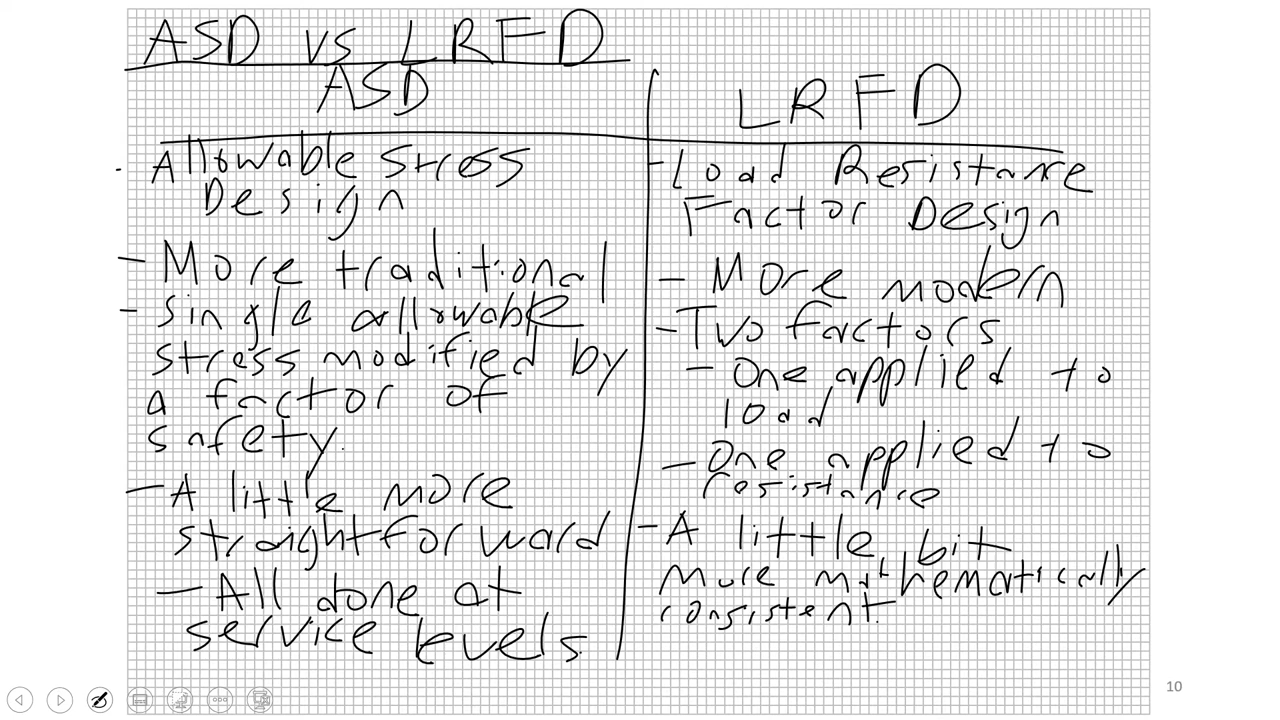 ASD vs LRFD
ASD
Allowable Stress
Design
- More traditional
- single allowable
stress modified by
a factor of
safety.
- A little more
straightforward
- All done at
service levels.
LRFD
- Load Resistance
Factor Design
- More modern
- Two factors
- One applied to
load
- One applied to
resistance
- A little bit
more mathematically
consistent.
10